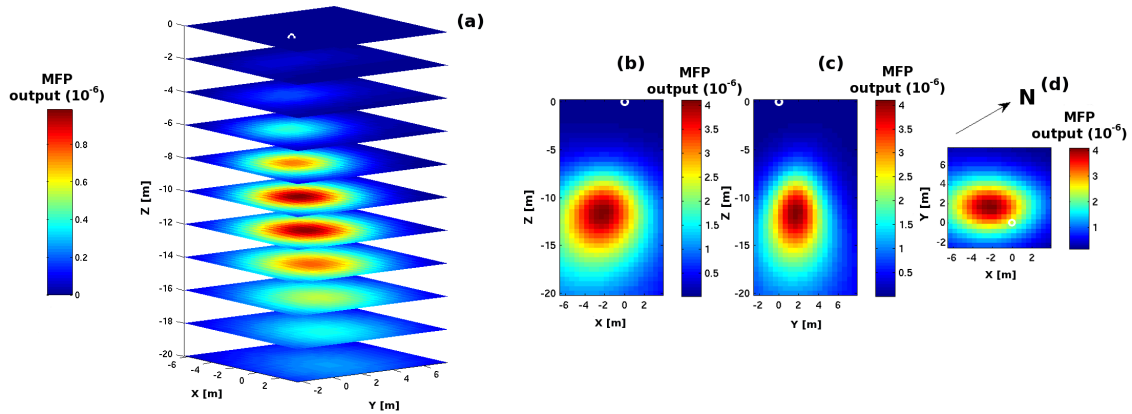 (a)
MFP
output (10-6)
1
0.8
0.6
0.4
0.2
0
Z [m]
0
-2
-4
-6
-8
-10
-12
-14
-16
-18
-20
-6
-4
-2
0
2
X [m]
-2
0
2
4
6
Y [m]
(b)
MFP
output (10-6)
Z [m]
0
-5
-10
-15
-20
-6 -4 -2 0 2
X [m]
4
3.5
3
2.5
2
1.5
1
0.5
(c)
MFP
output (10-6)
Z [m]
0
-5
-10
-15
-20
-2 0 2 4 6
Y [m]
4
3.5
3
2.5
2
1.5
1
0.5
N
(d)
MFP
output (10-6)
Y [m]
6
4
2
0
-2
-6 -4 -2 0 2
X [m]
4
3
2
1